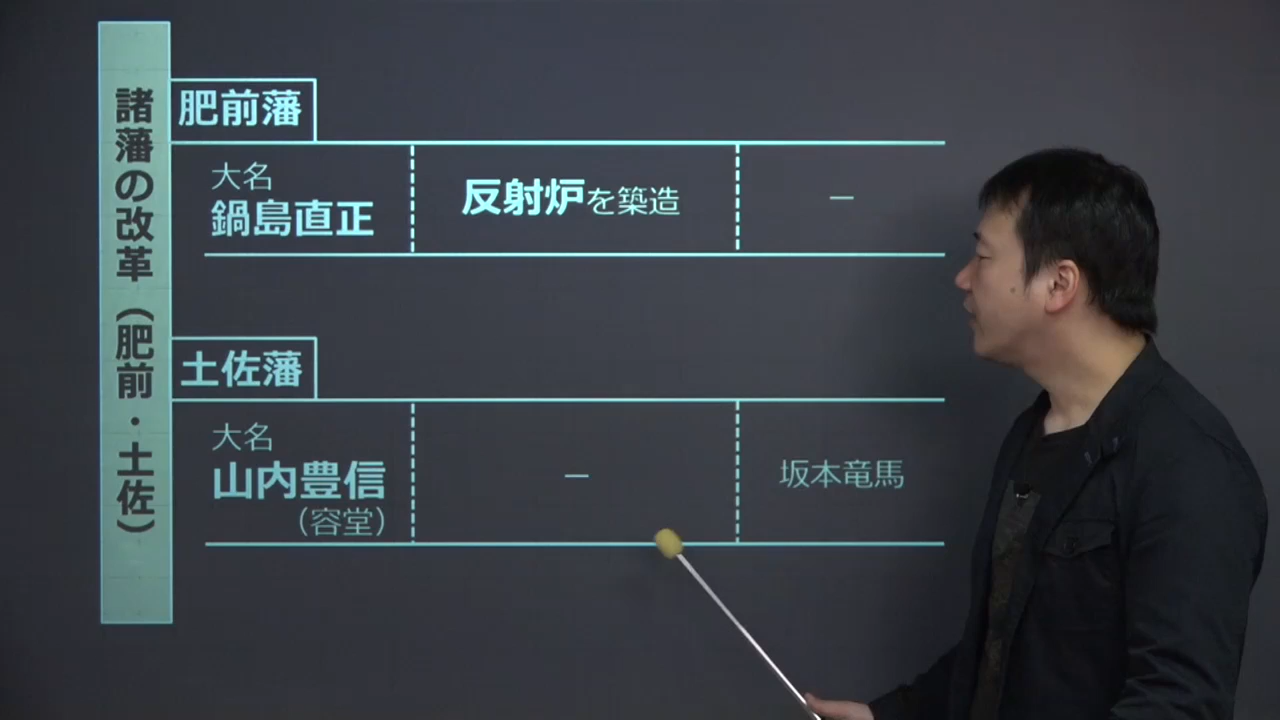 諸藩の改革（肥前・土佐）
肥前藩
大名
鍋島直正
反射炉を築造
―
土佐藩
大名
山内豊信
（容堂）
―
坂本竜馬